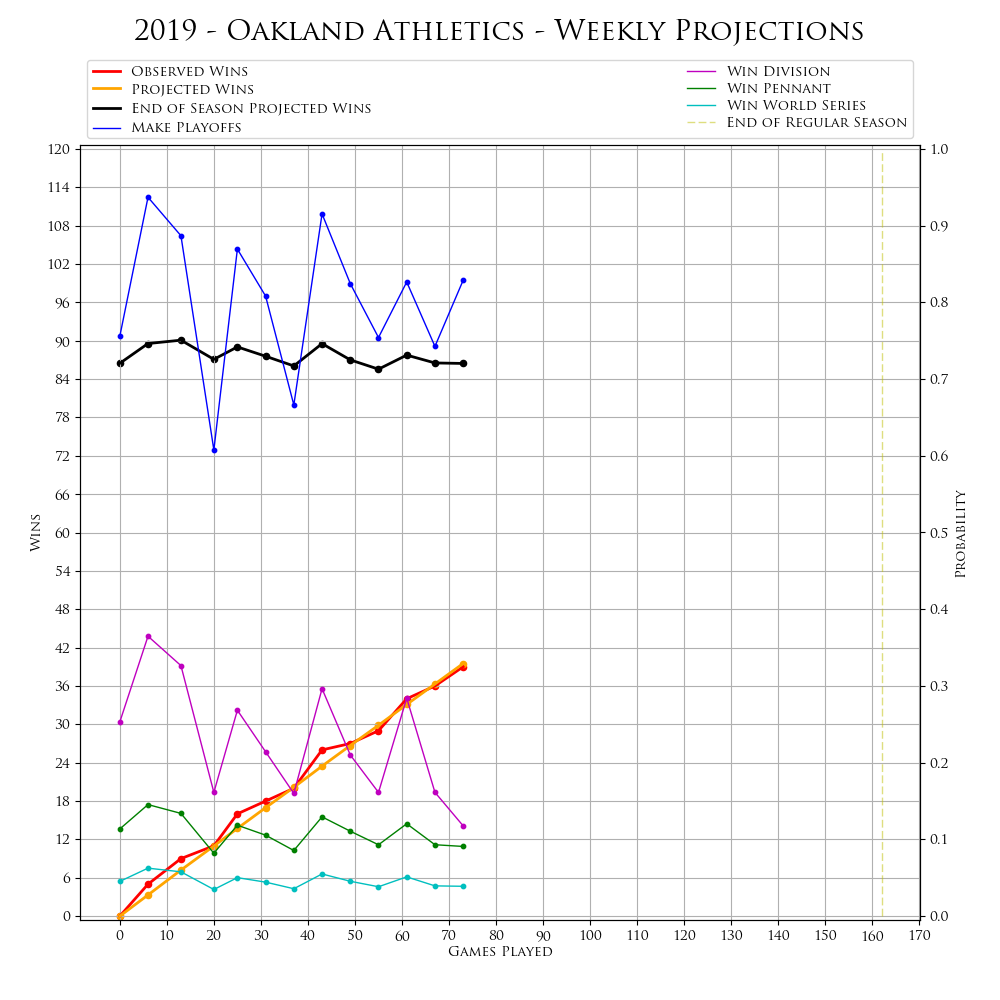 2019 - Oakland Athletics - Weekly Projections
Observed Wins
Projected Wins
End of Season Projected Wins
Make Playoffs
Win Division
Win Pennant
Win World Series
End of Regular Season
120
114
108
102
96
90
84
78
72
66
60
54
48
42
36
30
24
18
12
6
0
Wins
1.0
0.9
0.8
0.7
0.6
0.5
0.4
0.3
0.2
0.1
0.0
Probability
0 10 20 30 40 50 60 70 80 90 100 110 120 130 140 150 160 170
Games Played